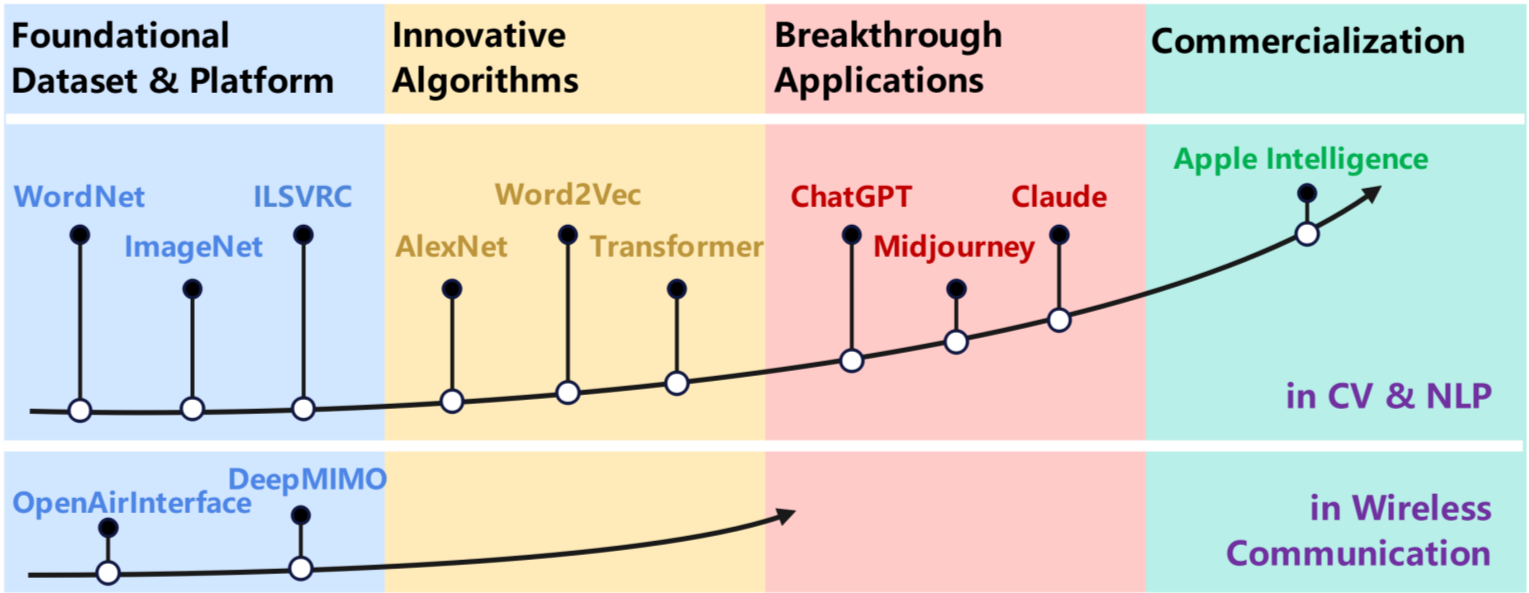 Foundational
Dataset & Platform
Innovative
Algorithms
Breakthrough
Applications
Commercialization
WordNet
ImageNet
ILSVRC
AlexNet
Word2Vec
Transformer
ChatGPT
Midjourney
Claude
Apple Intelligence
in CV & NLP
OpenAirInterface
DeepMIMO
in Wireless
Communication